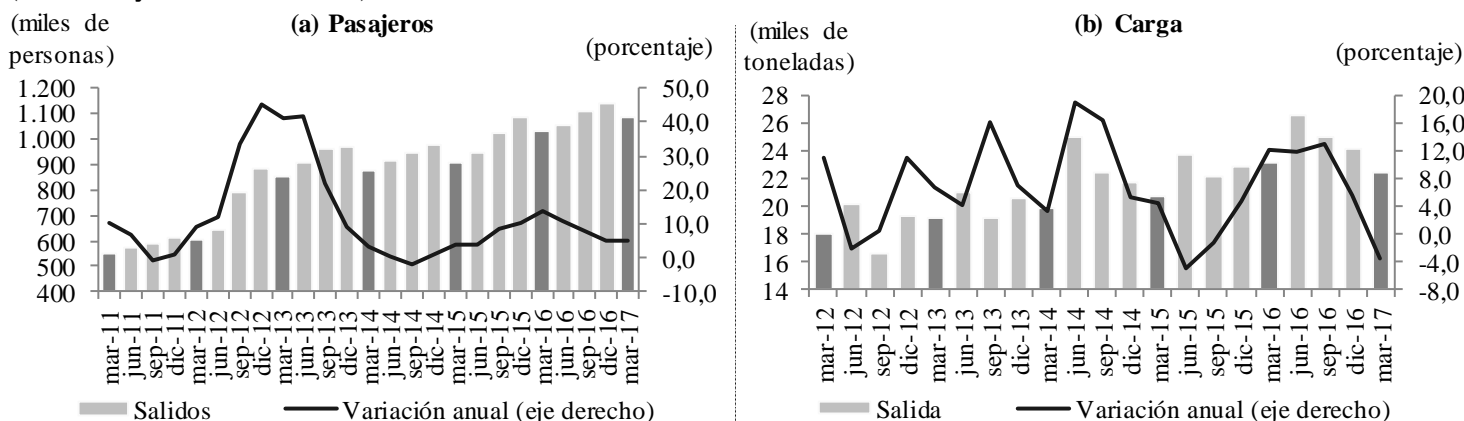 (miles de
personas)
(a) Pasajeros
(porcentaje)
1.200
1.100
1.000
900
800
700
600
500
400
50,0
40,0
30,0
20,0
10,0
0,0
-10,0
mar-11
jun-11
sep-11
dic-11
mar-12
jun-12
sep-12
dic-12
mar-13
jun-13
sep-13
dic-13
mar-14
jun-14
sep-14
dic-14
mar-15
jun-15
sep-15
dic-15
mar-16
jun-16
sep-16
dic-16
mar-17
Salidos
Variación anual (eje derecho)
(miles de
toneladas)
(b) Carga
(porcentaje)
28
26
24
22
20
18
16
14
20,0
16,0
12,0
8,0
4,0
0,0
-4,0
-8,0
mar-12
jun-12
sep-12
dic-12
mar-13
jun-13
sep-13
dic-13
mar-14
jun-14
sep-14
dic-14
mar-15
jun-15
sep-15
dic-15
mar-16
jun-16
sep-16
dic-16
mar-17
Salida
Variación anual (eje derecho)